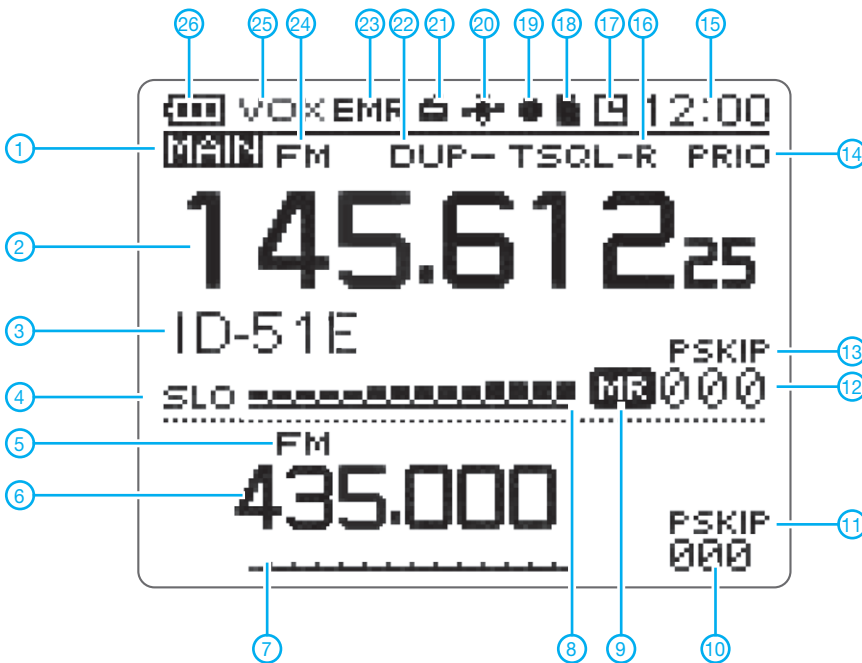 26 25 24 23 22 21 20 19 18 17 16 15
VOX EMR 12:00
1 MAIN FM DUP- TSQL-R PRIO 14
2 145.612 25
3 ID-51E
PSKIP 13
4 SLO MR 000 12
5 FM
6 435.000
PSKIP 11
000
7 8 9 10